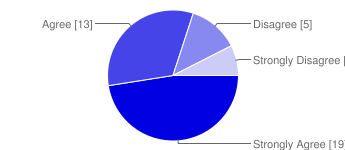 Agree [13]
Disagree [5]
Strongly Disagree [
Strongly Agree [19